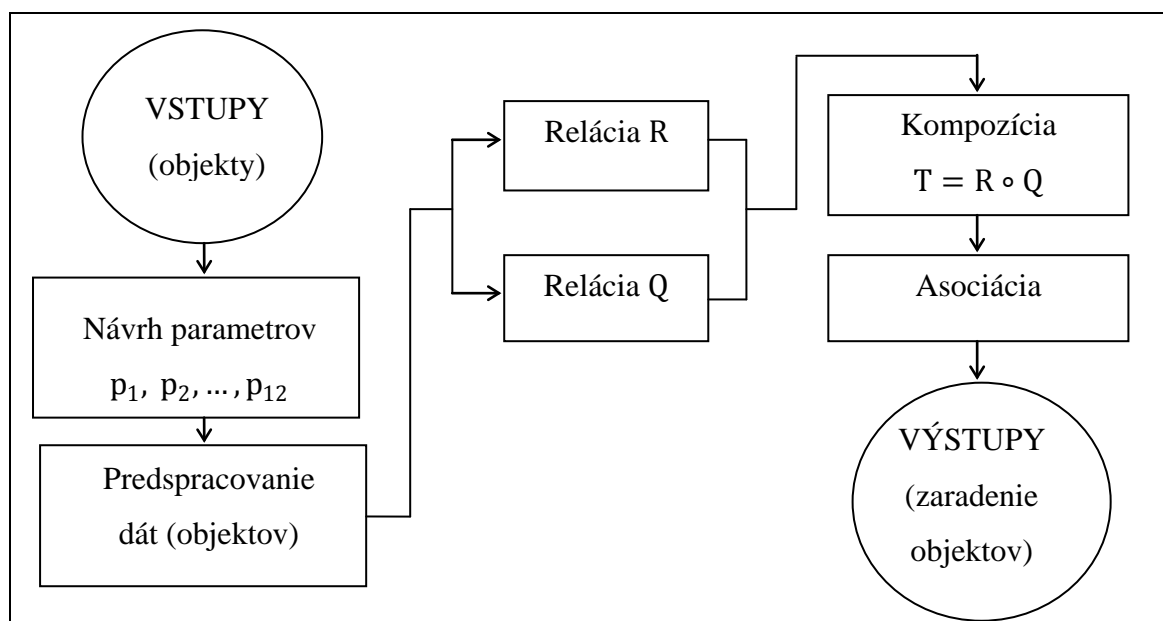 VSTUPY
(objekty)
Návrh parametrov
p₁, p₂, … , p₁₂
Predspracovanie
dát (objektov)
Relácia R
Relácia Q
Kompozícia
T = R ∘ Q
Asociácia
VÝSTUPY
(zaradenie
objektov)